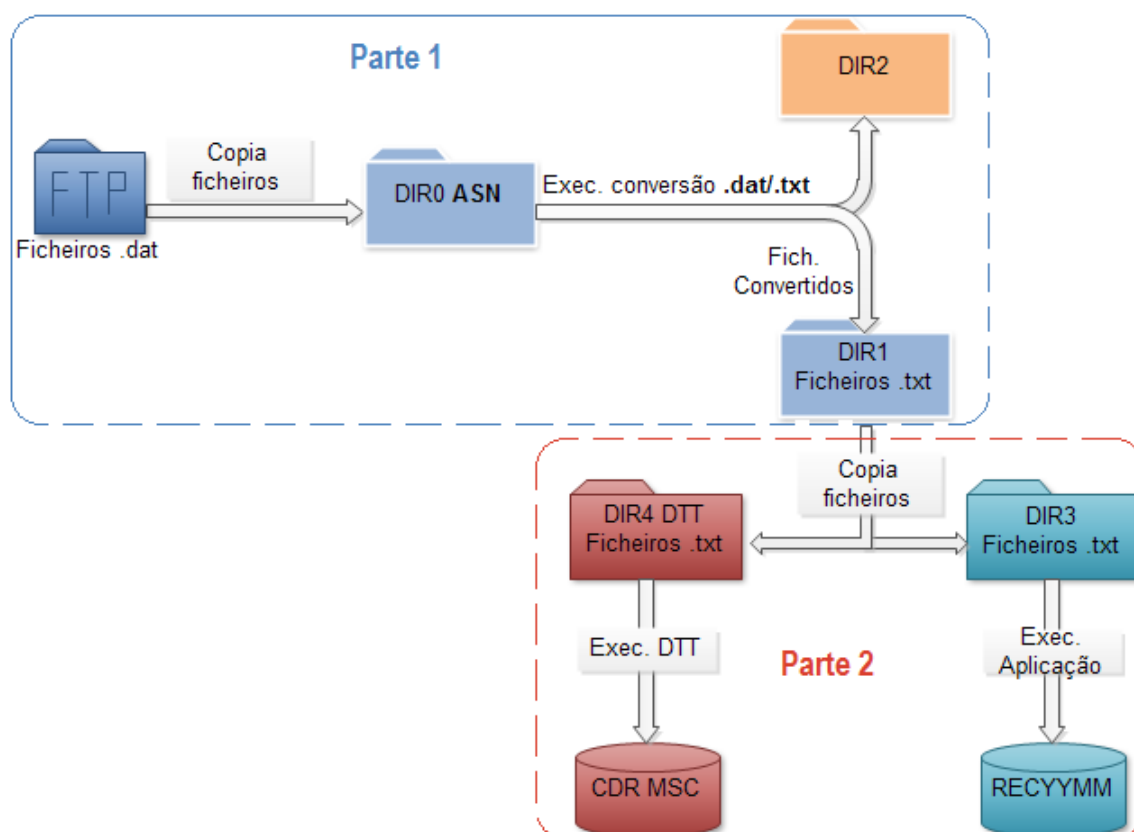 Parte 1
DIR2
FTP
Ficheiros .dat
Copia
ficheiros
DIR0 ASN
Exec. conversão .dat/.txt
Fich.
Convertidos
DIR1
Ficheiros .txt
Copia
ficheiros
DIR4 DTT
Ficheiros .txt
DIR3
Ficheiros .txt
Exec. DTT
Parte 2
Exec.
Aplicação
CDR MSC
RECYYMM